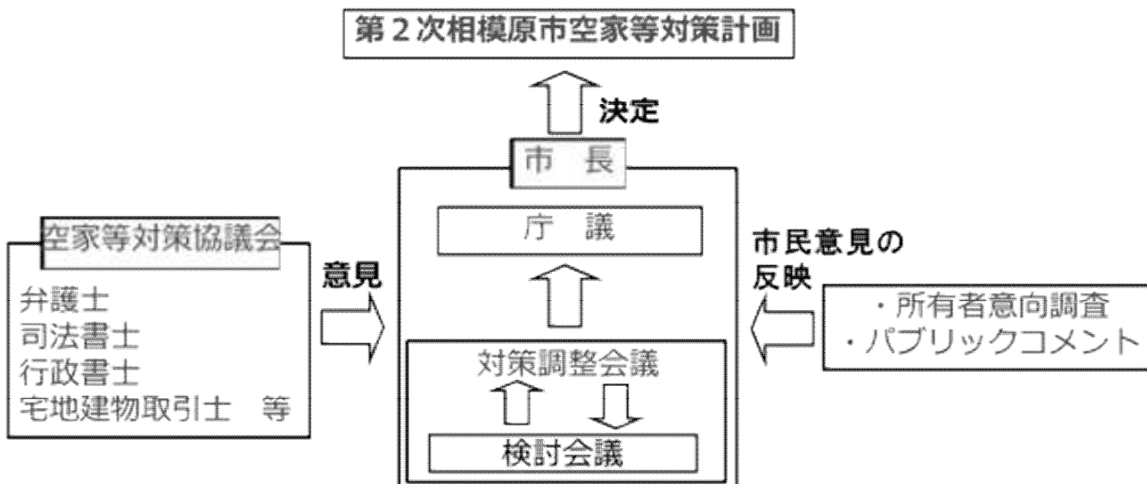 第２次相模原市空家等対策計画
決定
市　長
庁　議
空家等対策協議会
弁護士
司法書士
行政書士
宅地建物取引士　等
意見
市民意見の
反映
・所有者意向調査
・パブリックコメント
対策調整会議
検討会議